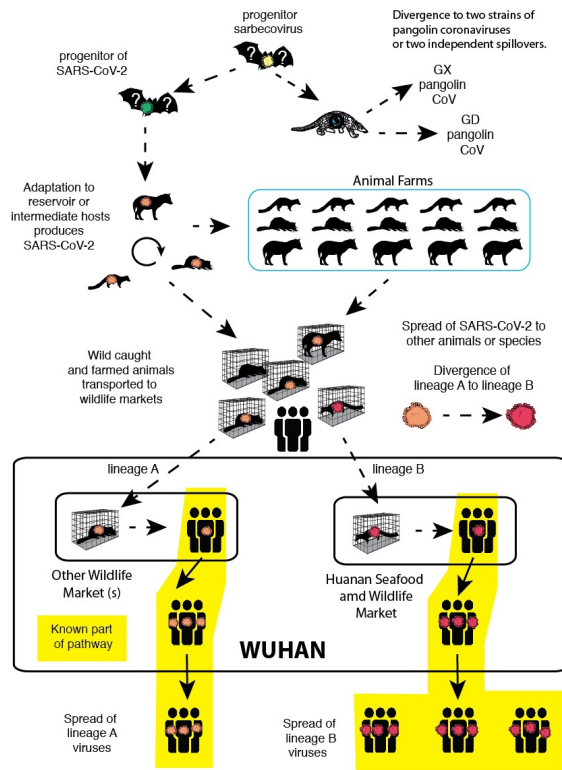 progenitor
sarbecovirus
Divergence to two strains of
pangolin coronaviruses
or two independent spillovers.
progenitor
of SARS-CoV-2
?
?
?
?
GX
pangolin
CoV
GD
pangolin
CoV
Adaptation to
reservoir or
intermediate hosts
produces
SARS-CoV-2
Animal Farms
Wild caught
and farmed animals
transported to
wildlife markets
Spread of SARS-CoV-2 to
other animals or species
Divergence of
lineage A to lineage B
lineage A
lineage B
Other Wildlife
Market (s)
Huanan Seafood
amd Wildlife
Market
Known part
of pathway
WUHAN
Spread of
lineage A
viruses
Spread of
lineage B
viruses